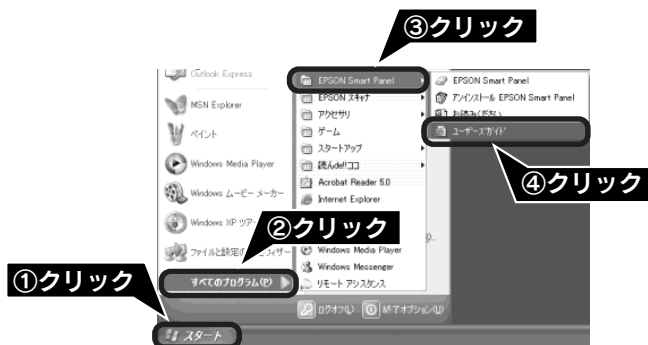 ③クリック
Outlook Express
MSN Explorer
ペイント
Windows Media Player
Windows ムービー メーカー
Windows XP ツアー
ファイルと設定の
ィザー
すべてのプログラム(P)
EPSON Smart Panel
EPSON スキャナ
アクセサリ
ゲーム
スタートアップ
読んde!!ココ
Acrobat Reader 5.0
Internet Explorer
Windows Media Player
Windows Messenger
リモート アシスタンス
EPSON Smart Panel
アンインストール EPSON Smart Panel
お読みください
ユーザーズガイド
④クリック
②クリック
①クリック
ログオフ(L)
終了オプション(U)
スタート